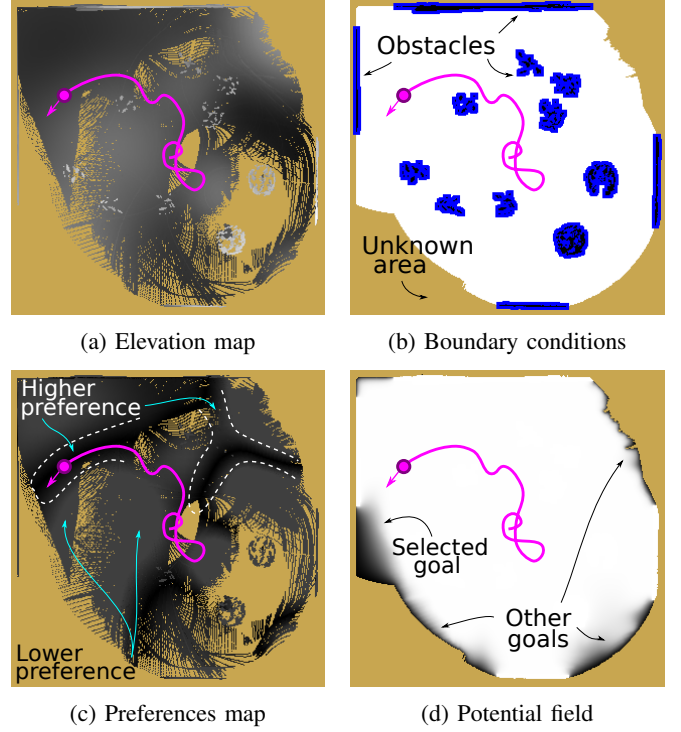 Obstacles
Unknown
area
(a) Elevation map
(b) Boundary conditions
Higher
preference
Lower
preference
Selected
goal
Other
goals
(c) Preferences map
(d) Potential field